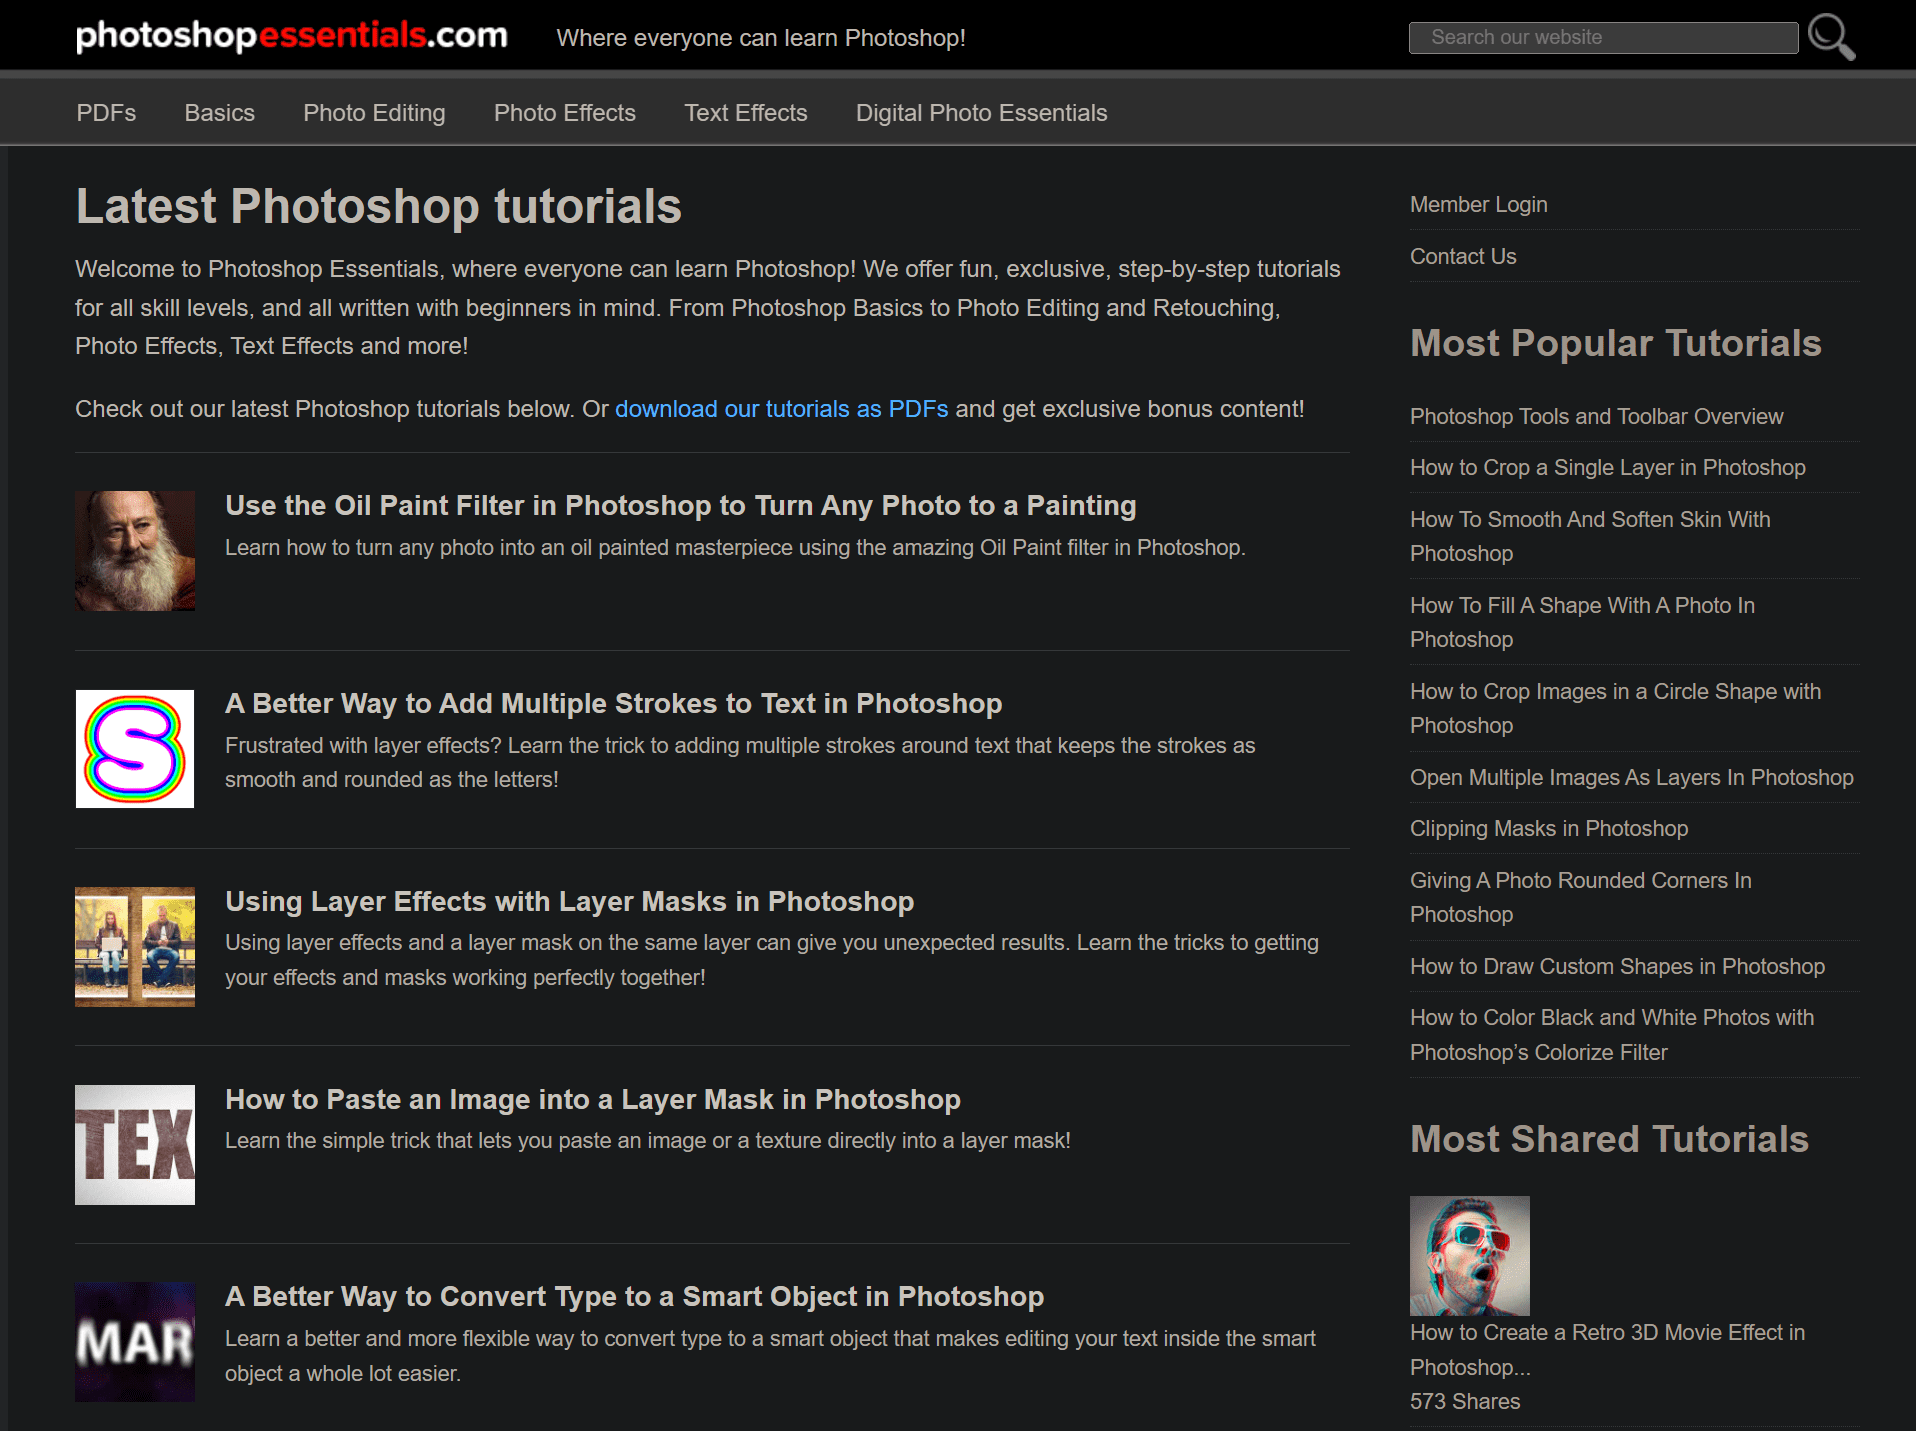 photoshopessentials.com
Where everyone can learn Photoshop!
Search our website
PDFs
Basics
Photo Editing
Photo Effects
Text Effects
Digital Photo Essentials
Latest Photoshop tutorials
Welcome to Photoshop Essentials, where everyone can learn Photoshop! We offer fun, exclusive, step-by-step tutorials
for all skill levels, and all written with beginners in mind. From Photoshop Basics to Photo Editing and Retouching,
Photo Effects, Text Effects and more!
Check out our latest Photoshop tutorials below. Or download our tutorials as PDFs and get exclusive bonus content!
Use the Oil Paint Filter in Photoshop to Turn Any Photo to a Painting
Learn how to turn any photo into an oil painted masterpiece using the amazing Oil Paint filter in Photoshop.
S
A Better Way to Add Multiple Strokes to Text in Photoshop
Frustrated with layer effects? Learn the trick to adding multiple strokes around text that keeps the strokes as
smooth and rounded as the letters!
Using Layer Effects with Layer Masks in Photoshop
Using layer effects and a layer mask on the same layer can give you unexpected results. Learn the tricks to getting
your effects and masks working perfectly together!
TEX
How to Paste an Image into a Layer Mask in Photoshop
Learn the simple trick that lets you paste an image or a texture directly into a layer mask!
MAR
A Better Way to Convert Type to a Smart Object in Photoshop
Learn a better and more flexible way to convert type to a smart object that makes editing your text inside the smart
object a whole lot easier.
Member Login
Contact Us
Most Popular Tutorials
Photoshop Tools and Toolbar Overview
How to Crop a Single Layer in Photoshop
How To Smooth And Soften Skin With
Photoshop
How To Fill A Shape With A Photo In
Photoshop
How to Crop Images in a Circle Shape with
Photoshop
Open Multiple Images As Layers In Photoshop
Clipping Masks in Photoshop
Giving A Photo Rounded Corners In
Photoshop
How to Draw Custom Shapes in Photoshop
How to Color Black and White Photos with
Photoshop’s Colorize Filter
Most Shared Tutorials
How to Create a Retro 3D Movie Effect in
Photoshop...
573 Shares